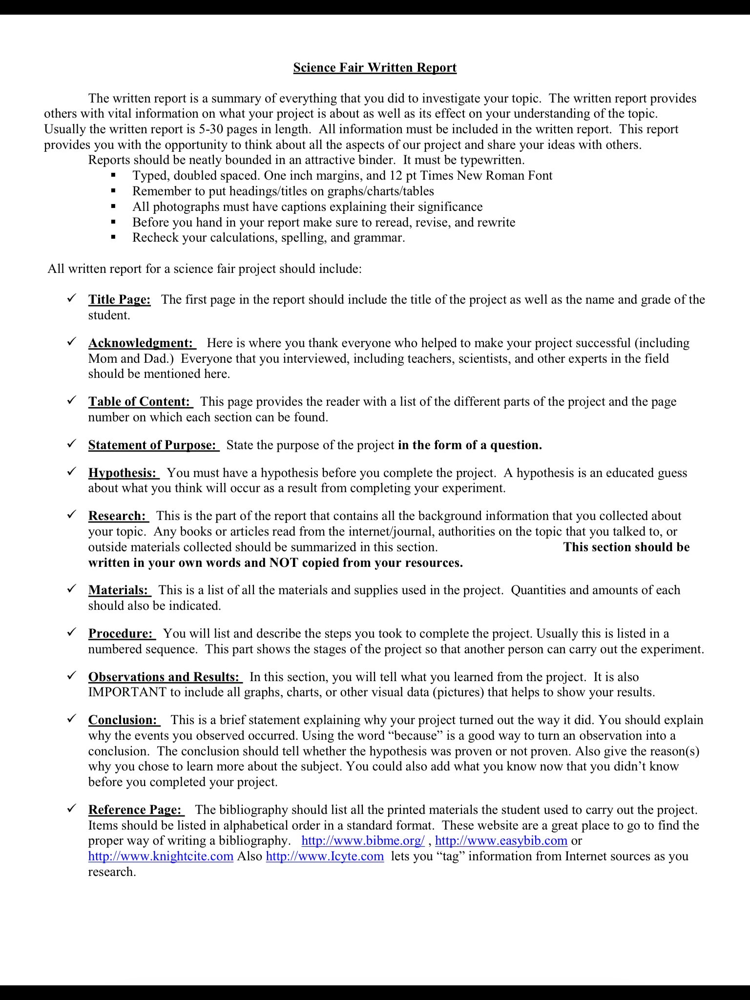 Science Fair Written Report
The written report is a summary of everything that you did to investigate your topic.  The written report provides
others with vital information on what your project is about as well as its effect on your understanding of the topic.
Usually the written report is 5-30 pages in length.  All information must be included in the written report.  This report
provides you with the opportunity to think about all the aspects of our project and share your ideas with others.
Reports should be neatly bounded in an attractive binder.  It must be typewritten.
▪ Typed, doubled spaced. One inch margins, and 12 pt Times New Roman Font
▪ Remember to put headings/titles on graphs/charts/tables
▪ All photographs must have captions explaining their significance
▪ Before you hand in your report make sure to reread, revise, and rewrite
▪ Recheck your calculations, spelling, and grammar.
All written report for a science fair project should include:
✓ Title Page:   The first page in the report should include the title of the project as well as the name and grade of the
student.
✓ Acknowledgment:   Here is where you thank everyone who helped to make your project successful (including
Mom and Dad.)  Everyone that you interviewed, including teachers, scientists, and other experts in the field
should be mentioned here.
✓ Table of Content:  This page provides the reader with a list of the different parts of the project and the page
number on which each section can be found.
✓ Statement of Purpose:  State the purpose of the project in the form of a question.
✓ Hypothesis:  You must have a hypothesis before you complete the project.  A hypothesis is an educated guess
about what you think will occur as a result from completing your experiment.
✓ Research:  This is the part of the report that contains all the background information that you collected about
your topic.  Any books or articles read from the internet/journal, authorities on the topic that you talked to, or
outside materials collected should be summarized in this section. This section should be
written in your own words and NOT copied from your resources.
✓ Materials:  This is a list of all the materials and supplies used in the project.  Quantities and amounts of each
should also be indicated.
✓ Procedure:  You will list and describe the steps you took to complete the project. Usually this is listed in a
numbered sequence.  This part shows the stages of the project so that another person can carry out the experiment.
✓ Observations and Results:  In this section, you will tell what you learned from the project.  It is also
IMPORTANT to include all graphs, charts, or other visual data (pictures) that helps to show your results.
✓ Conclusion:   This is a brief statement explaining why your project turned out the way it did. You should explain
why the events you observed occurred. Using the word “because” is a good way to turn an observation into a
conclusion.  The conclusion should tell whether the hypothesis was proven or not proven. Also give the reason(s)
why you chose to learn more about the subject. You could also add what you know now that you didn’t know
before you completed your project.
✓ Reference Page:   The bibliography should list all the printed materials the student used to carry out the project.
Items should be listed in alphabetical order in a standard format.  These website are a great place to go to find the
proper way of writing a bibliography.   http://www.bibme.org/ , http://www.easybib.com or
http://www.knightcite.com Also http://www.Icyte.com  lets you “tag” information from Internet sources as you
research.